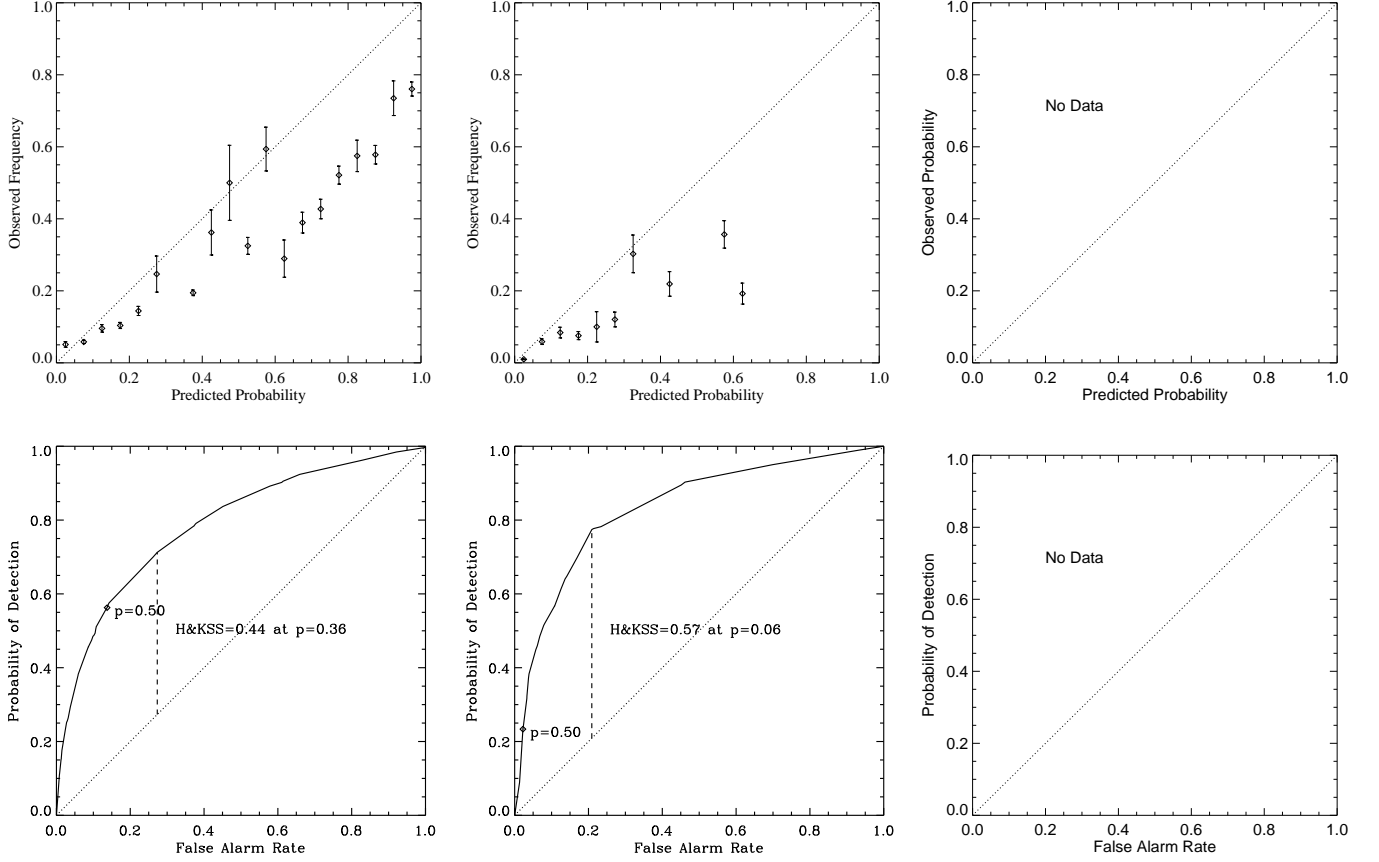 1.0
0.8
0.6
0.4
0.2
0.0
0.0 0.2 0.4 0.6 0.8 1.0
Observed Frequency
Predicted Probability
1.0
0.8
0.6
0.4
0.2
0.0
0.0 0.2 0.4 0.6 0.8 1.0
Observed Frequency
Predicted Probability
1.0
0.8
0.6
0.4
0.2
0.0
0.0 0.2 0.4 0.6 0.8 1.0
Observed Probability
No Data
Predicted Probability
1.0
0.8
0.6
0.4
0.2
0.0
0.0 0.2 0.4 0.6 0.8 1.0
Probability of Detection
p=0.50
H&KSS=0.44 at p=0.36
False Alarm Rate
1.0
0.8
0.6
0.4
0.2
0.0
0.0 0.2 0.4 0.6 0.8 1.0
Probability of Detection
H&KSS=0.57 at p=0.06
p=0.50
False Alarm Rate
1.0
0.8
0.6
0.4
0.2
0.0
0.0 0.2 0.4 0.6 0.8 1.0
Probability of Detection
No Data
False Alarm Rate